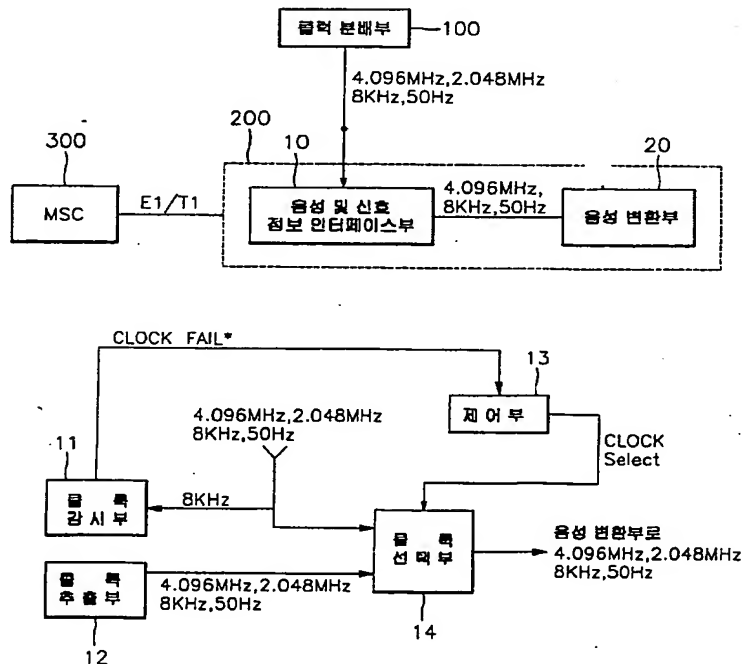 클럭 분배부
100
4.096MHz,2.048MHz
8KHz,50Hz
200
300
10
20
MSC
E1/T1
음성 및 신호
정보 인터페이스부
4.096MHz,
8KHz,50Hz
음성 변환부
CLOCK FAIL*
13
4.096MHz,2.048MHz
8KHz,50Hz
제 어 부
11
CLOCK
Select
클 록
감 시 부
8KHz
클 록
선 택 부
음성 변환부로
4.096MHz,2.048MHz
8KHz,50Hz
클 록
추 출 부
4.096MHz,2.048MHz
8KHz,50Hz
12
14